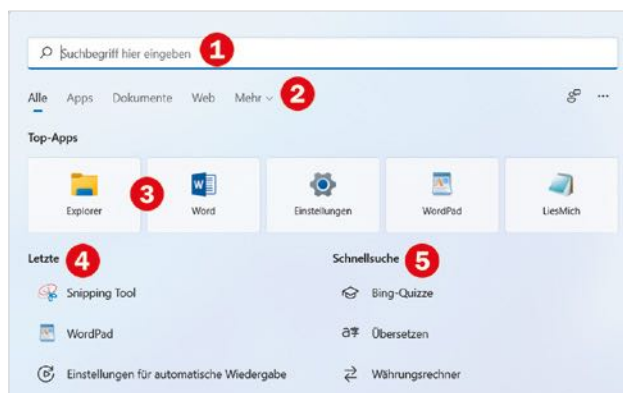 Suchbegriff hier eingeben 1
Alle Apps Dokumente Web Mehr 2
Top-Apps
3
Explorer Word Einstellungen WordPad LiesMich
Letzte 4 Schnellsuche 5
Snipping Tool Bing-Quizze
WordPad Übersetzen
Einstellungen für automatische Wiedergabe Währungsrechner